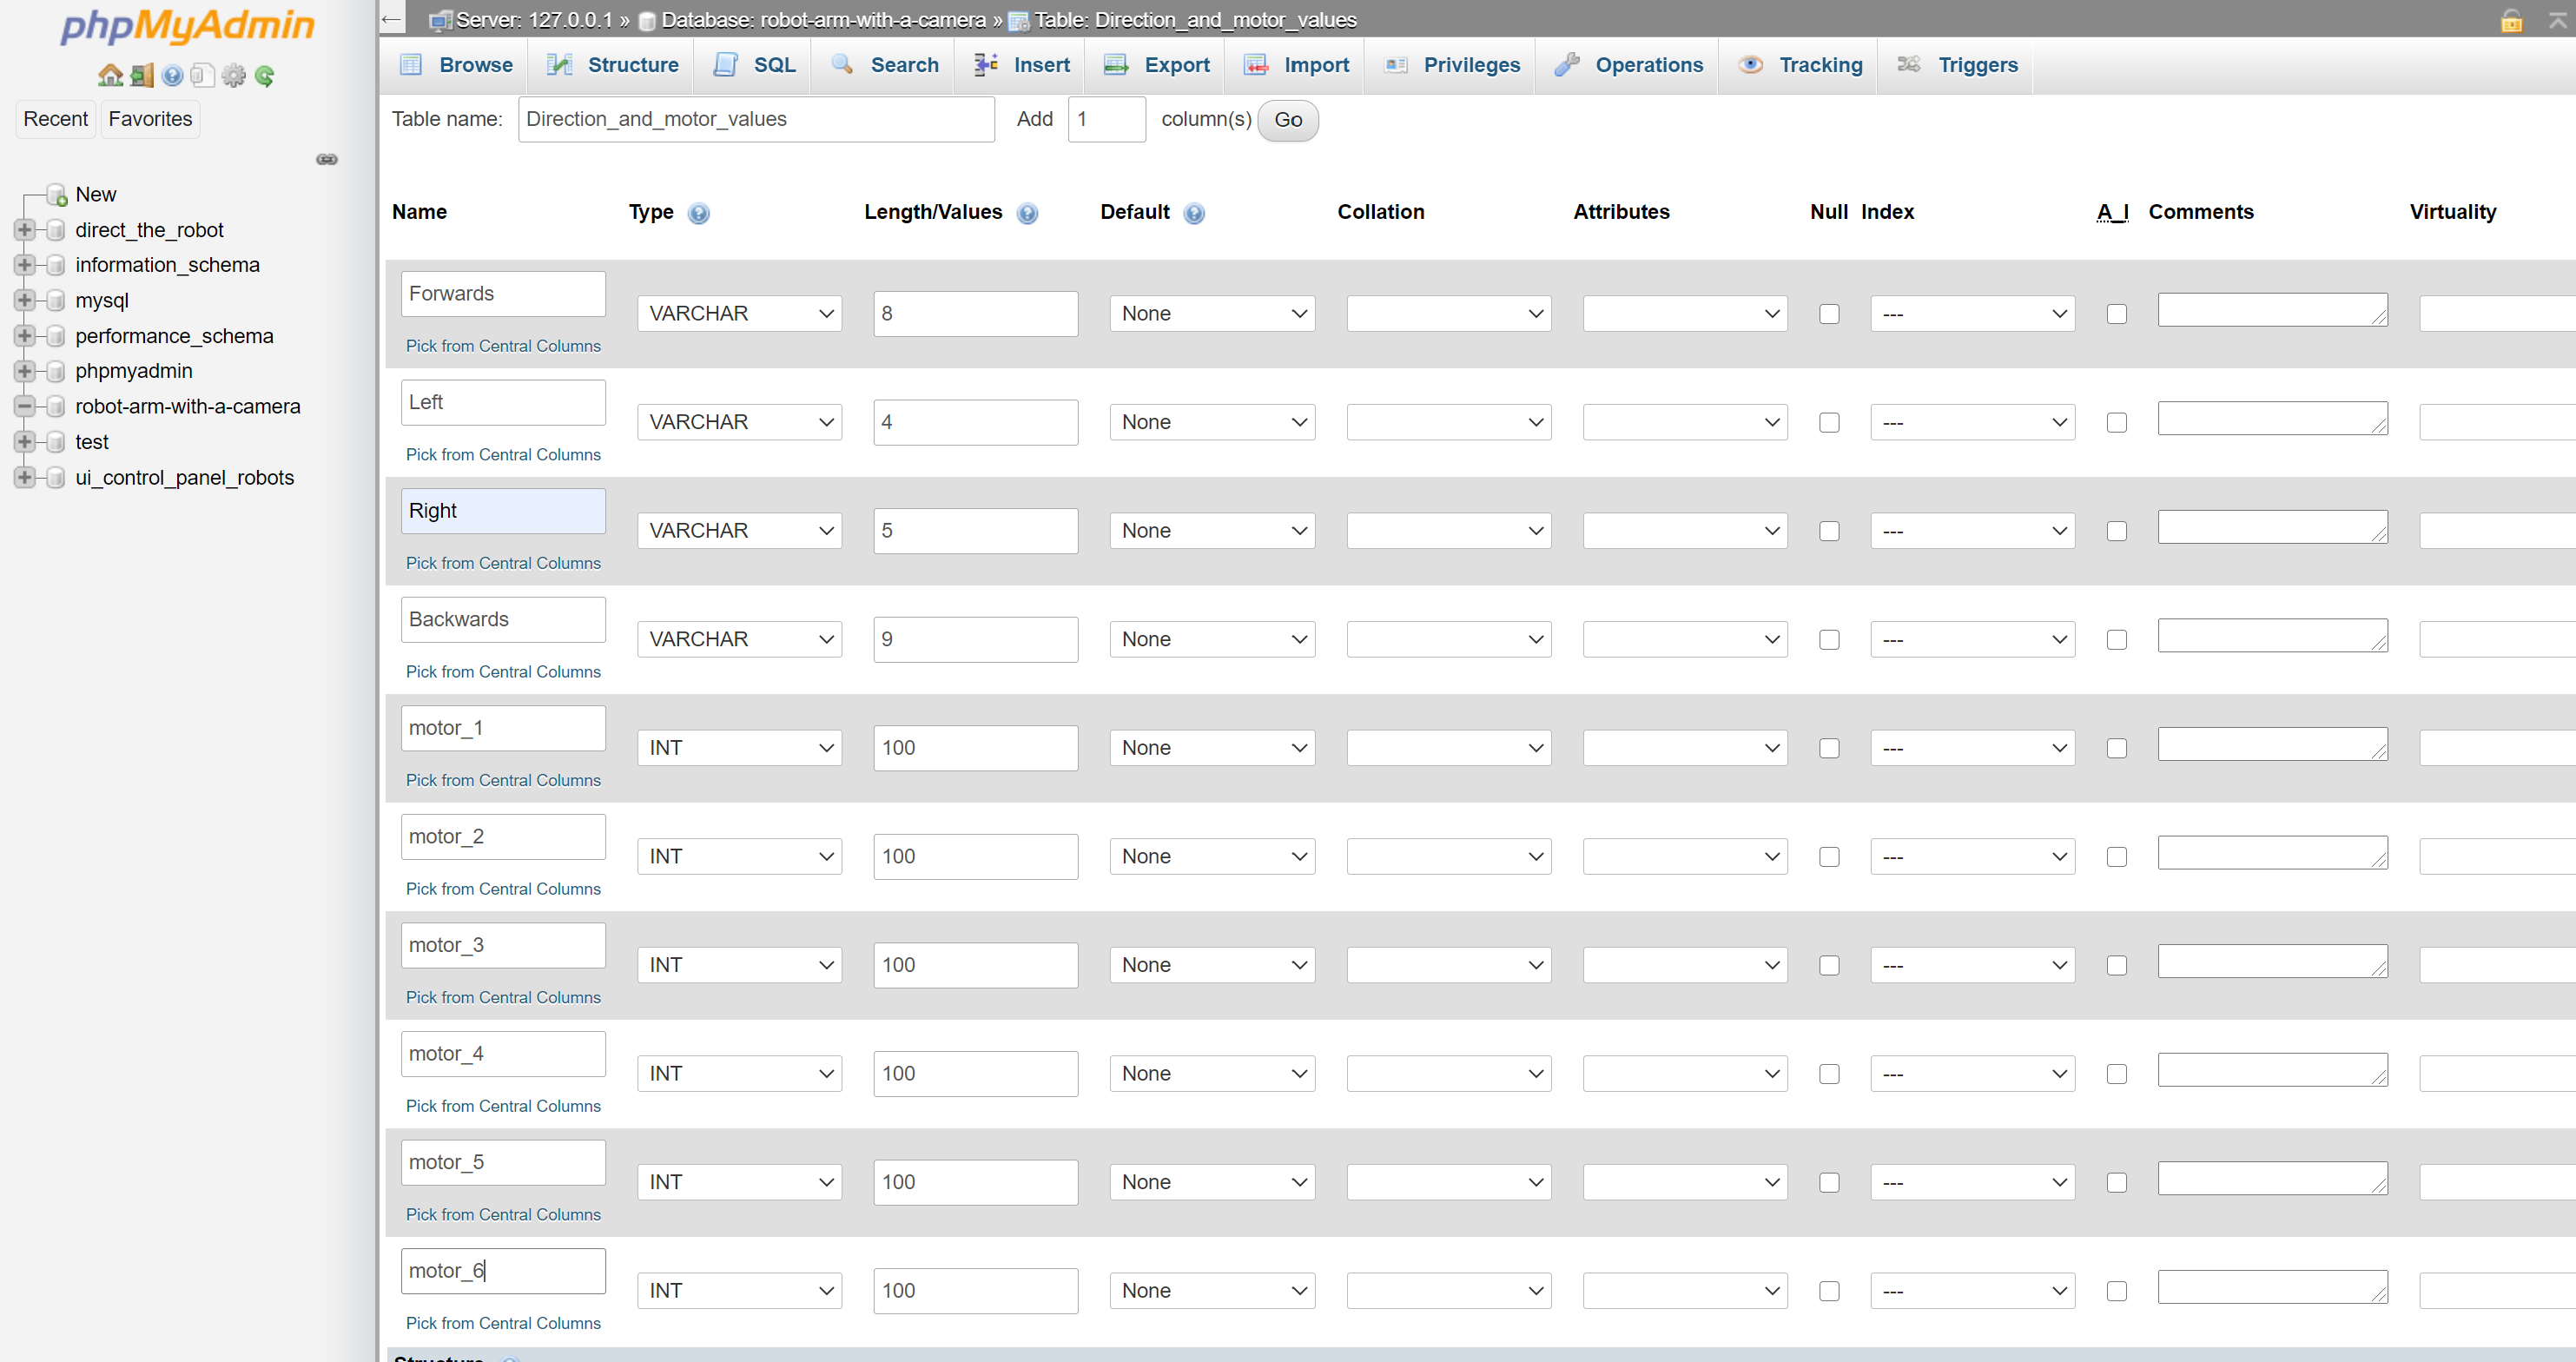 phpMyAdmin
Recent Favorites
New
direct_the_robot
information_schema
mysql
performance_schema
phpmyadmin
robot-arm-with-a-camera
test
ui_control_panel_robots
Server: 127.0.0.1 » Database: robot-arm-with-a-camera » Table: Direction_and_motor_values
Browse Structure SQL Search Insert Export Import Privileges Operations Tracking Triggers
Table name: Direction_and_motor_values Add 1 column(s) Go
Name Type Length/Values Default Collation Attributes Null Index A_I Comments Virtuality
Forwards VARCHAR 8 None ---
Pick from Central Columns
Left VARCHAR 4 None ---
Pick from Central Columns
Right VARCHAR 5 None ---
Pick from Central Columns
Backwards VARCHAR 9 None ---
Pick from Central Columns
motor_1 INT 100 None ---
Pick from Central Columns
motor_2 INT 100 None ---
Pick from Central Columns
motor_3 INT 100 None ---
Pick from Central Columns
motor_4 INT 100 None ---
Pick from Central Columns
motor_5 INT 100 None ---
Pick from Central Columns
motor_6 INT 100 None ---
Pick from Central Columns
Structure